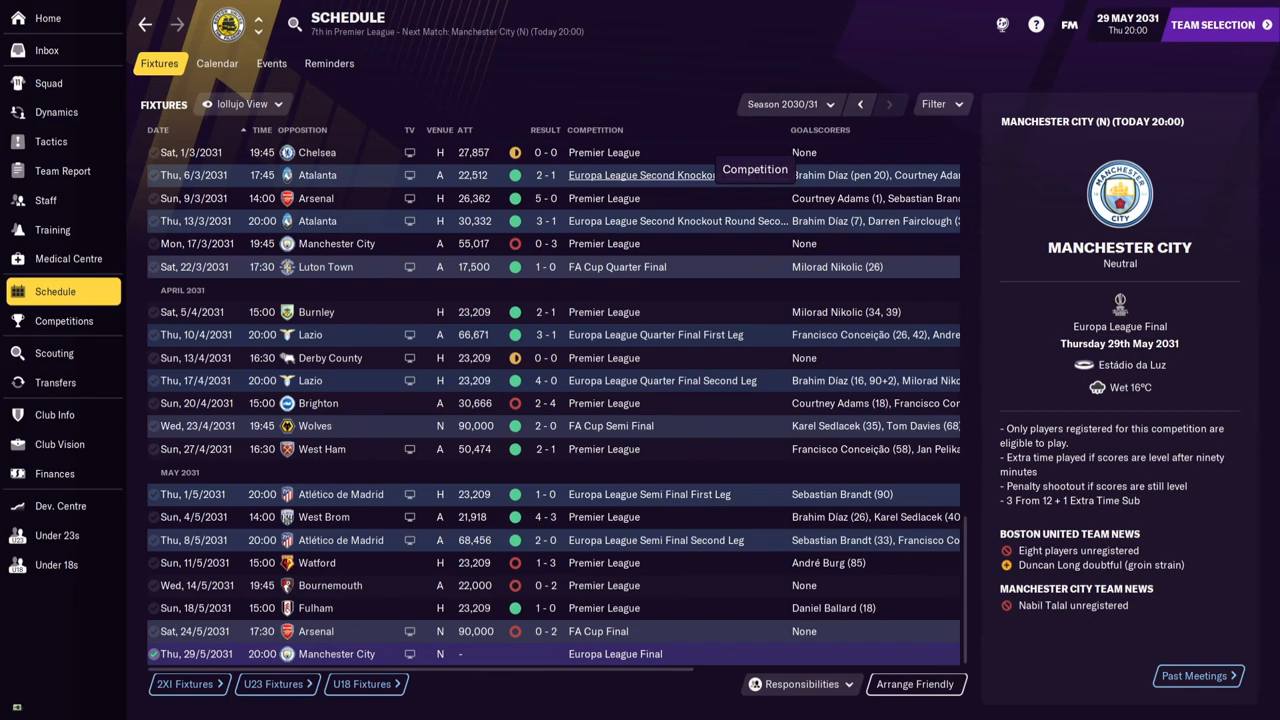 Home
Inbox
Squad
Dynamics
Tactics
Team Report
Staff
Training
Medical Centre
Schedule
Competitions
Scouting
Transfers
Club Info
Club Vision
Finances
Dev. Centre
Under 23s
Under 18s
SCHEDULE
7th in Premier League - Next Match: Manchester City (N) (Today 20:00)
FM
29 MAY 2031
Thu 20:00
TEAM SELECTION
Fixtures Calendar Events Reminders
FIXTURES lollujo View Season 2030/31 Filter
DATE TIME OPPOSITION TV VENUE ATT RESULT COMPETITION GOALSCORERS
Sat, 1/3/2031 19:45 Chelsea H 27,857 0 - 0 Premier League None
Thu, 6/3/2031 17:45 Atalanta A 22,512 2 - 1 Europa League Second Knockou Brahim Díaz (pen 20), Courtney Ada
Competition
Sun, 9/3/2031 14:00 Arsenal H 26,362 5 - 0 Premier League Courtney Adams (1), Sebastian Bran
Thu, 13/3/2031 20:00 Atalanta H 30,332 3 - 1 Europa League Second Knockout Round Seco... Brahim Díaz (7), Darren Fairclough (
Mon, 17/3/2031 19:45 Manchester City A 55,017 0 - 3 Premier League None
Sat, 22/3/2031 17:30 Luton Town A 17,500 1 - 0 FA Cup Quarter Final Milorad Nikolic (26)
APRIL 2031
Sat, 5/4/2031 15:00 Burnley H 23,209 2 - 1 Premier League Milorad Nikolic (34, 39)
Thu, 10/4/2031 20:00 Lazio A 66,671 3 - 1 Europa League Quarter Final First Leg Francisco Conceição (26, 42), Andre
Sun, 13/4/2031 16:30 Derby County H 23,209 0 - 0 Premier League None
Thu, 17/4/2031 20:00 Lazio H 23,209 4 - 0 Europa League Quarter Final Second Leg Brahim Díaz (16, 90+2), Milorad Nik
Sun, 20/4/2031 15:00 Brighton A 30,666 2 - 4 Premier League Courtney Adams (18), Francisco Cor
Wed, 23/4/2031 19:45 Wolves N 90,000 2 - 0 FA Cup Semi Final Karel Sedlacek (35), Tom Davies (68
Sun, 27/4/2031 16:30 West Ham A 50,474 2 - 1 Premier League Francisco Conceição (58), Jan Pelika
MAY 2031
Thu, 1/5/2031 20:00 Atlético de Madrid H 23,209 1 - 0 Europa League Semi Final First Leg Sebastian Brandt (90)
Sun, 4/5/2031 14:00 West Brom A 21,918 4 - 3 Premier League Brahim Díaz (26), Karel Sedlacek (40
Thu, 8/5/2031 20:00 Atlético de Madrid A 68,456 2 - 0 Europa League Semi Final Second Leg Sebastian Brandt (33), Francisco Co
Sun, 11/5/2031 15:00 Watford H 23,209 1 - 3 Premier League André Burg (85)
Wed, 14/5/2031 19:45 Bournemouth A 22,000 0 - 2 Premier League None
Sun, 18/5/2031 15:00 Fulham H 23,209 1 - 0 Premier League Daniel Ballard (18)
Sat, 24/5/2031 17:30 Arsenal N 90,000 0 - 2 FA Cup Final None
Thu, 29/5/2031 20:00 Manchester City N - Europa League Final
2XI Fixtures U23 Fixtures U18 Fixtures Responsibilities Arrange Friendly
MANCHESTER CITY (N) (TODAY 20:00)
MANCHESTER CITY
Neutral
Europa League Final
Thursday 29th May 2031
Estádio da Luz
Wet 16°C
- Only players registered for this competition are
eligible to play.
- Extra time played if scores are level after ninety
minutes
- Penalty shootout if scores are still level
- 3 From 12 + 1 Extra Time Sub
BOSTON UNITED TEAM NEWS
Eight players unregistered
Duncan Long doubtful (groin strain)
MANCHESTER CITY TEAM NEWS
Nabil Talal unregistered
Past Meetings